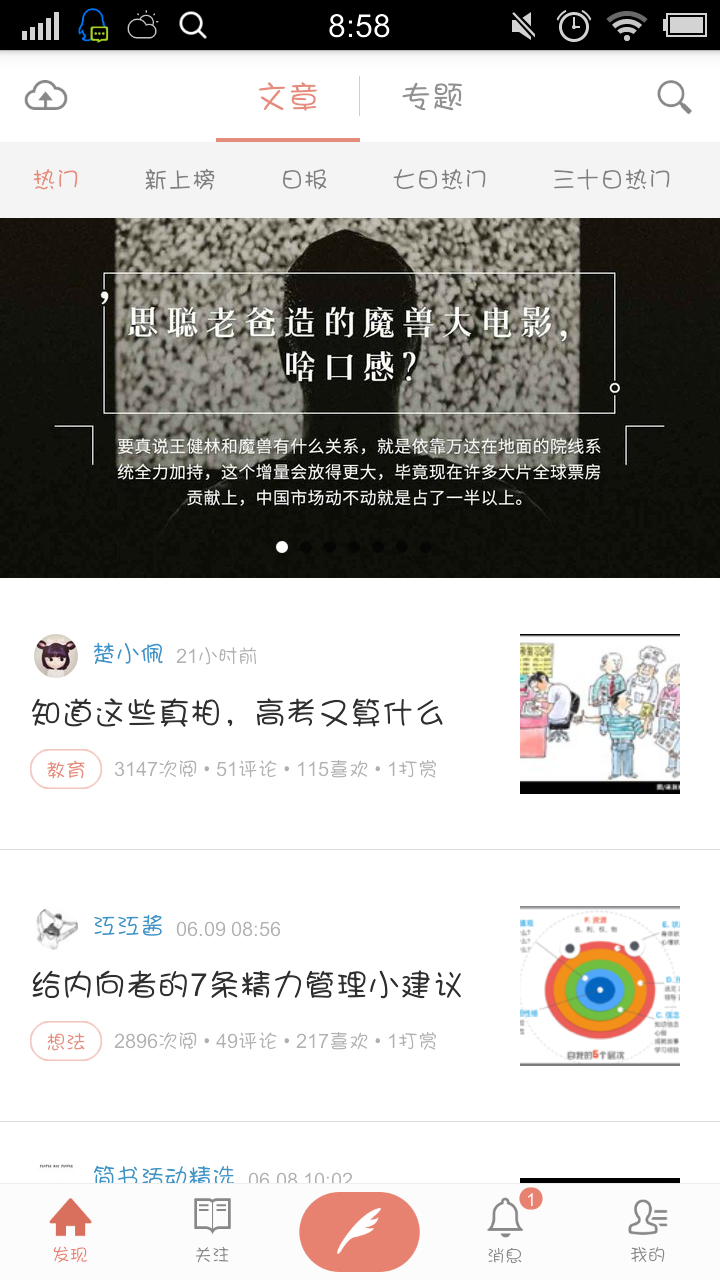 8:58
文章
专题
热门
新上榜
日报
七日热门
三十日热门
思聪老爸造的魔兽大电影，
啥口感？
要真说王健林和魔兽有什么关系，就是依靠万达在地面的院线系
统全力加持，这个增量会放得更大，毕竟现在许多大片全球票房
贡献上，中国市场动不动就是占了一半以上。
楚小佩 21小时前
知道这些真相，高考又算什么
教育 3147次阅 • 51评论 • 115喜欢 • 1打赏
江江酱 06.09 08:56
给内向者的7条精力管理小建议
想法 2896次阅 • 49评论 • 217喜欢 • 1打赏
F. 资源
名、利、权、物
自我的5个层次
简书活动精选 06.08 10:02
1
发现
关注
消息
我的